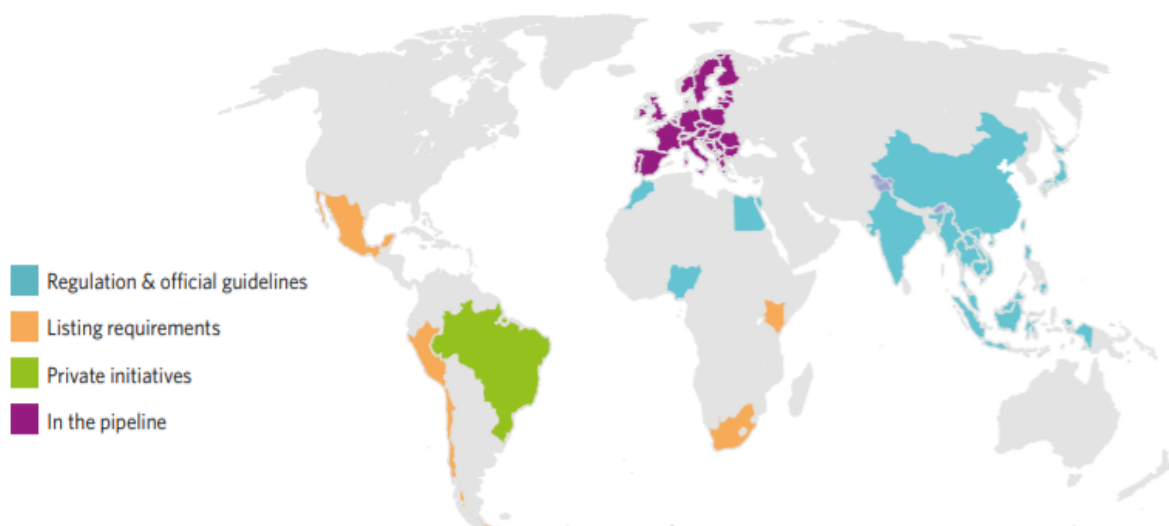 Regulation & official guidelines
Listing requirements
Private initiatives
In the pipeline